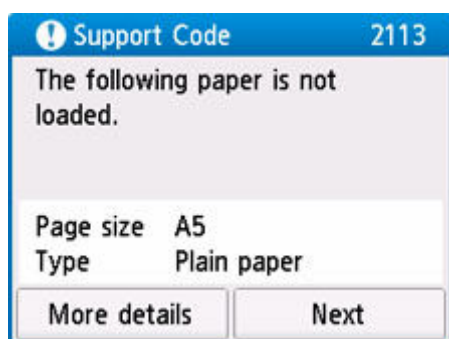 Support Code 2113
The following paper is not
loaded.
Page size A5
Type Plain paper
More details Next